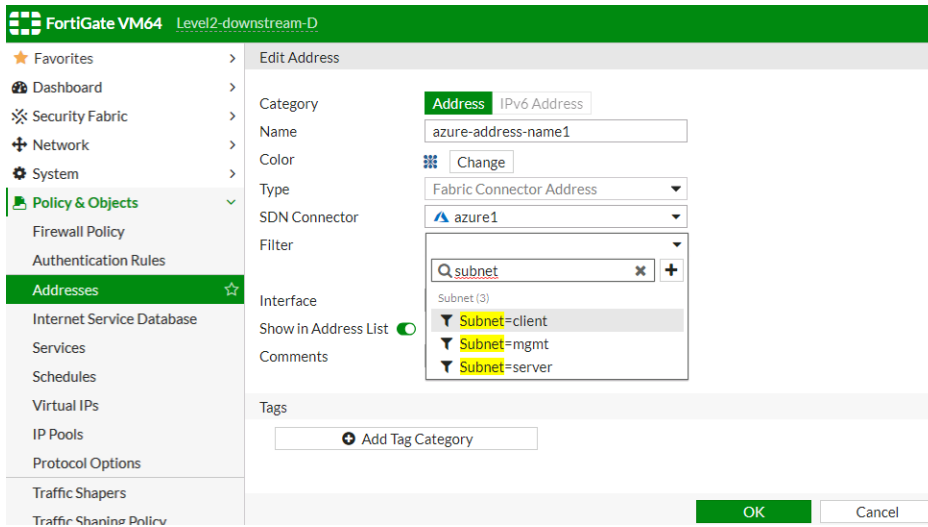 FortiGate VM64 Level2-downstream-D
Favorites
Dashboard
Security Fabric
Network
System
Policy & Objects
Firewall Policy
Authentication Rules
Addresses
Internet Service Database
Services
Schedules
Virtual IPs
IP Pools
Protocol Options
Traffic Shapers
Traffic Shaping Policy
Edit Address
Category Address IPv6 Address
Name azure-address-name1
Color Change
Type Fabric Connector Address
SDN Connector azure1
Filter
subnet
Subnet (3)
Subnet=client
Subnet=mgmt
Subnet=server
Interface
Show in Address List
Comments
Tags
Add Tag Category
OK Cancel